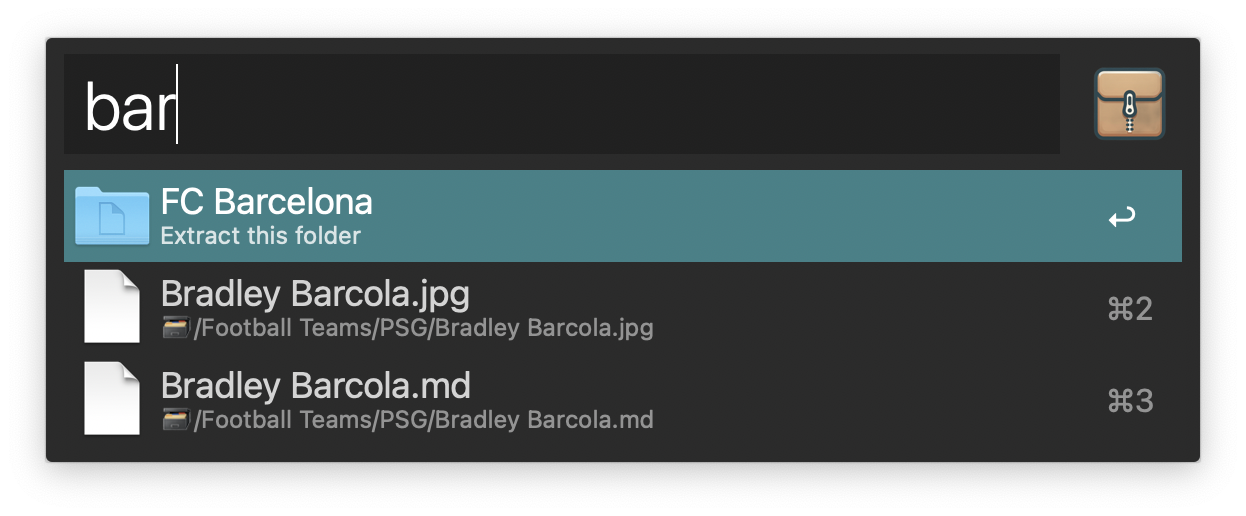 bar
FC Barcelona
Extract this folder
Bradley Barcola.jpg
🗃️/Football Teams/PSG/Bradley Barcola.jpg
⌘2
Bradley Barcola.md
🗃️/Football Teams/PSG/Bradley Barcola.md
⌘3